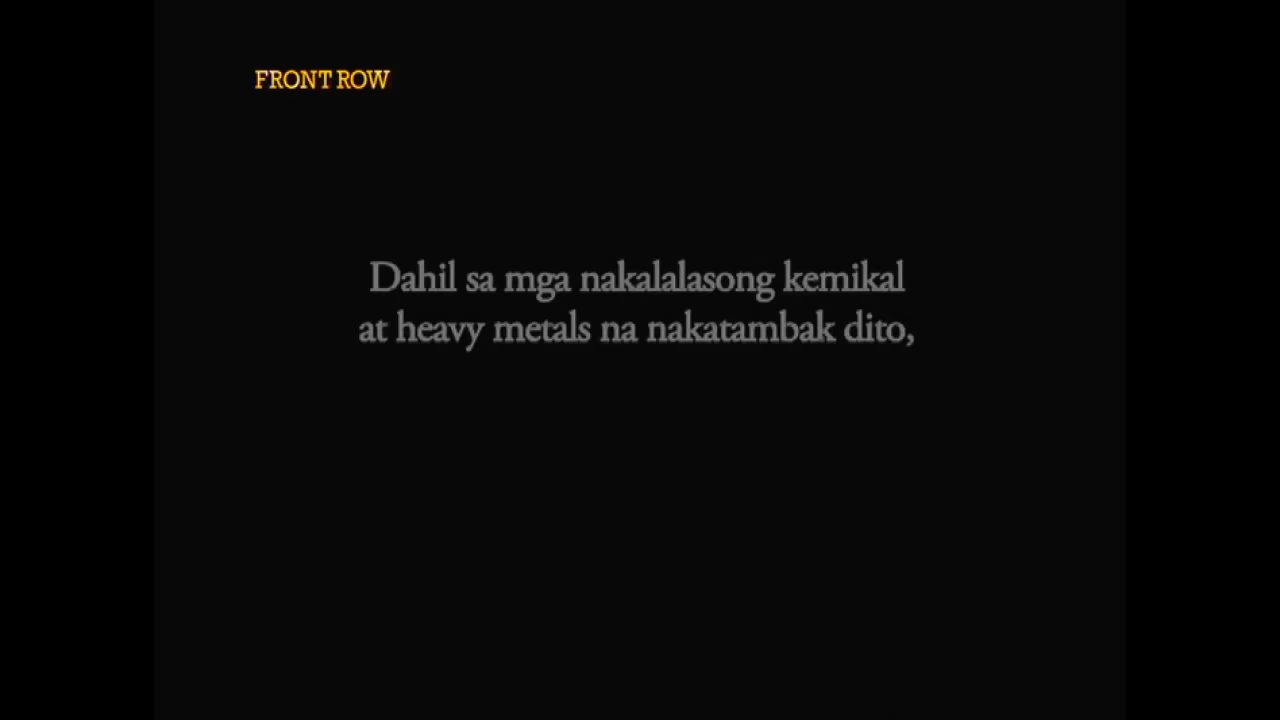 FRONT ROW
Dahil sa mga nakalalasong kemikal
at heavy metals na nakatambak dito,